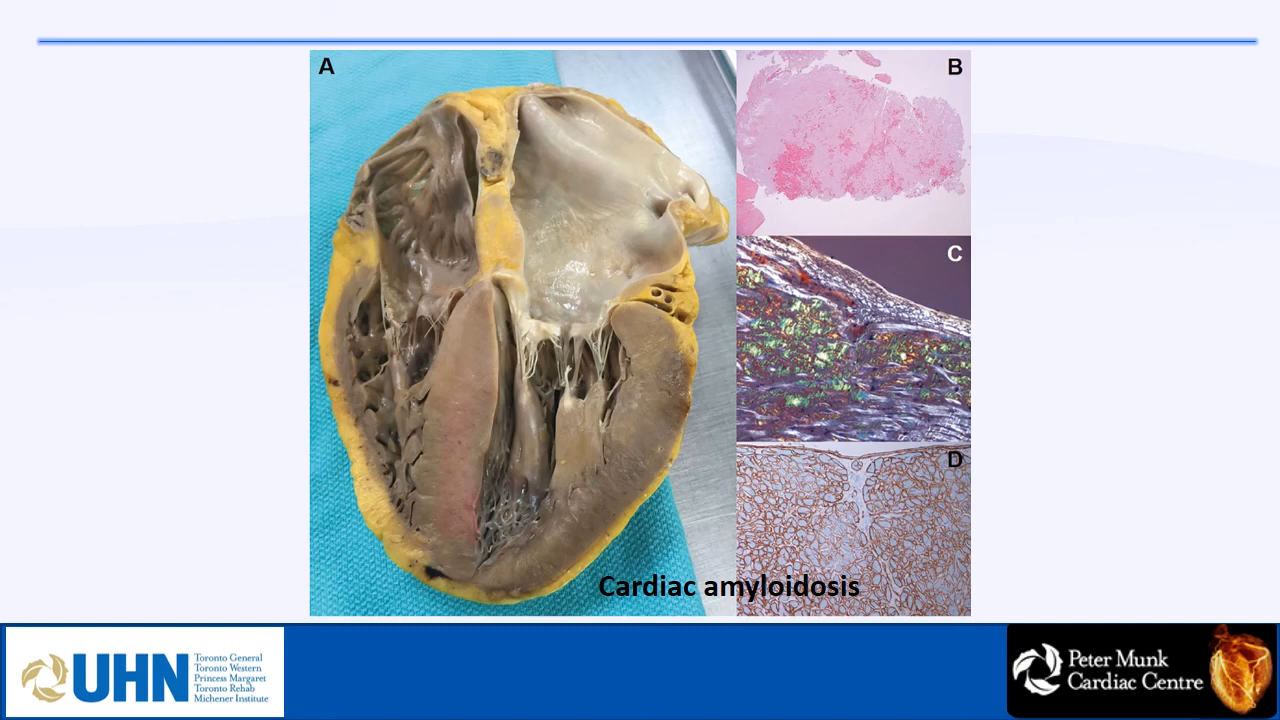 A
B
C
D
Cardiac amyloidosis
UHN
Toronto General
Toronto Western
Princess Margaret
Toronto Rehab
Michener Institute
Peter Munk
Cardiac Centre